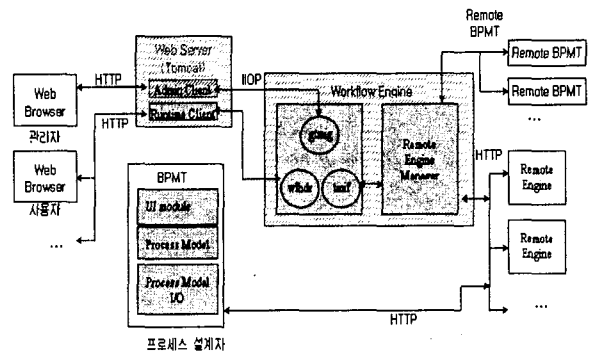 Remote
BPMT
Web Server
(Tomcat)
HTTP
IIOP
Remote BPMT
Remote BPMT
...
Web
Browser
관리자
Admin Client
Runtime Client
HTTP
Workflow Engine
Remote
Engine
Manager
HTTP
Web
Browser
사용자
...
BPMT
UI module
Process Model
Process Model
I/O
Remote
Engine
Remote
Engine
...
HTTP
프로세스 설계자